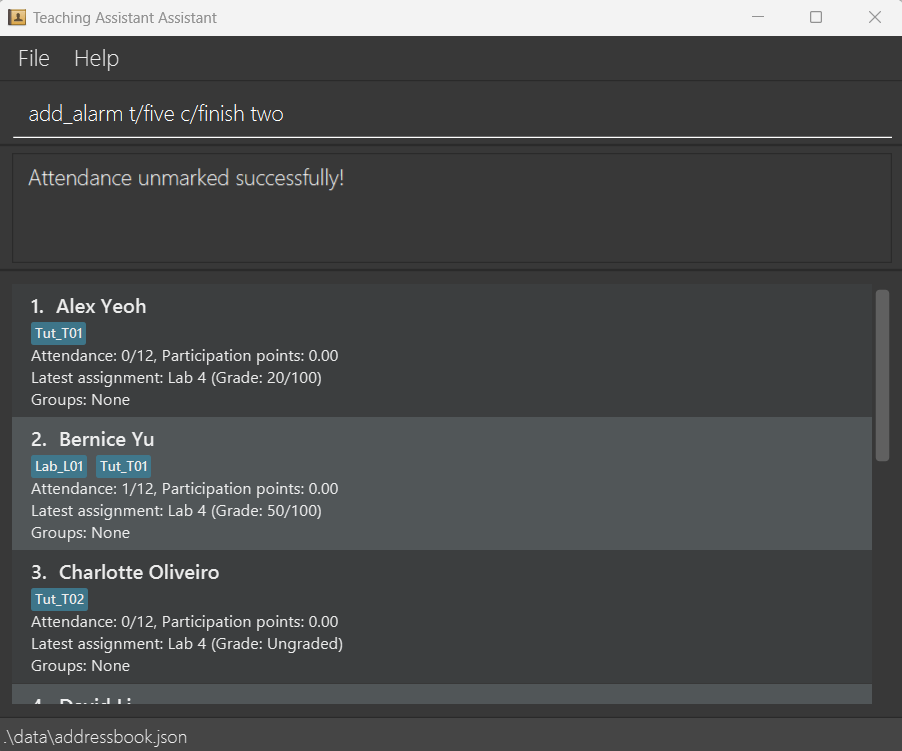 Teaching Assistant Assistant
File Help
add_alarm t/five c/finish two
Attendance unmarked successfully!
1. Alex Yeoh
Tut_T01
Attendance: 0/12, Participation points: 0.00
Latest assignment: Lab 4 (Grade: 20/100)
Groups: None
2. Bernice Yu
Lab_L01 Tut_T01
Attendance: 1/12, Participation points: 0.00
Latest assignment: Lab 4 (Grade: 50/100)
Groups: None
3. Charlotte Oliveiro
Tut_T02
Attendance: 0/12, Participation points: 0.00
Latest assignment: Lab 4 (Grade: Ungraded)
Groups: None
4. David Li
.\data\addressbook.json